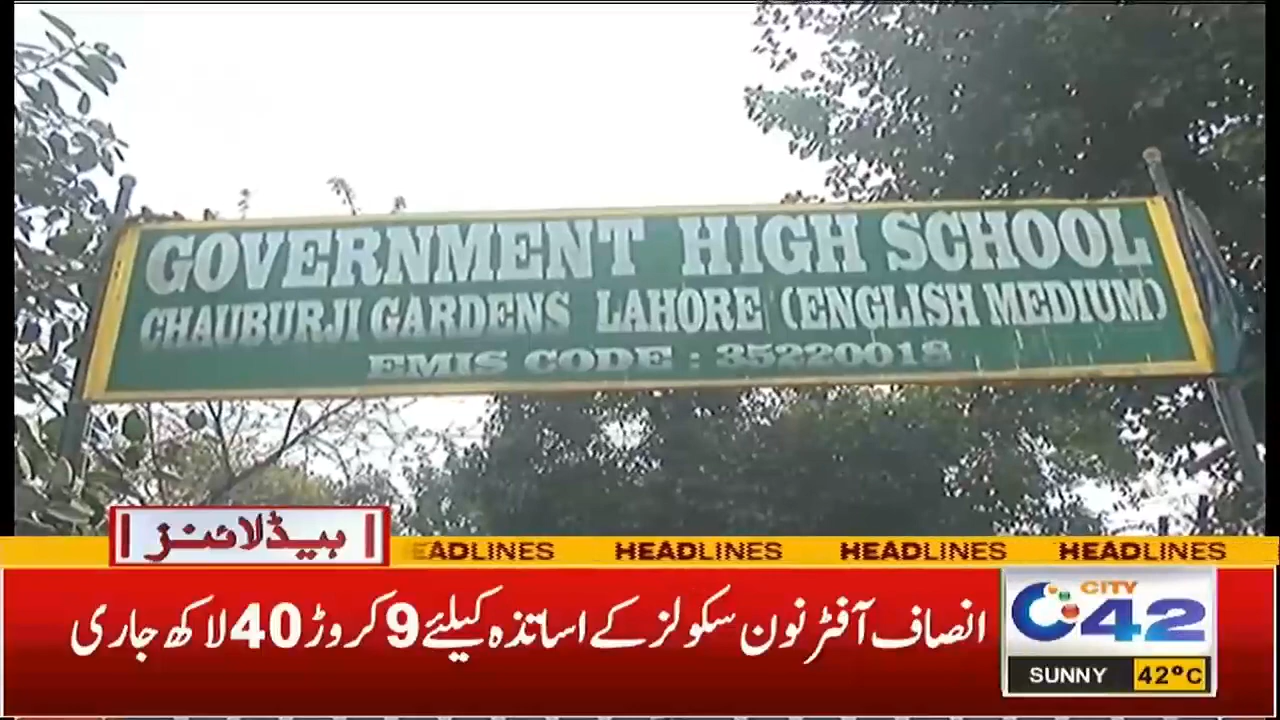 GOVERNMENT HIGH SCHOOL
CHAUBURJI GARDENS LAHORE (ENGLISH MEDIUM)
EMIS CODE : 35220018
ہیڈلائنز
EADLINES HEADLINES HEADLINES HEADLINES
انصاف آفٹر نون سکولز کے اساتذہ کیلئے 9 کروڑ 40 لاکھ جاری
CITY
42
SUNNY 42°C